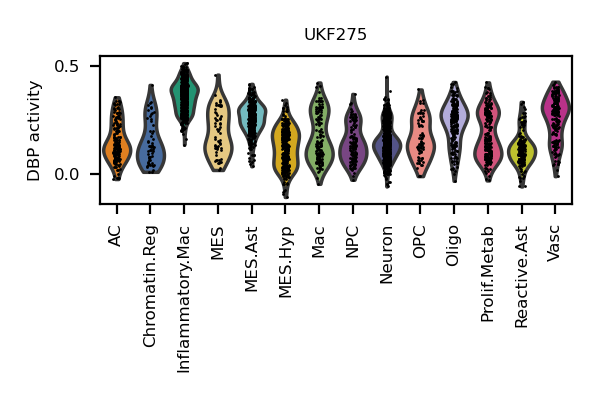 UKF275
DBP activity
0.5
0.0
AC
Chromatin.Reg
Inflammatory.Mac
MES
MES.Ast
MES.Hyp
Mac
NPC
Neuron
OPC
Oligo
Prolif.Metab
Reactive.Ast
Vasc